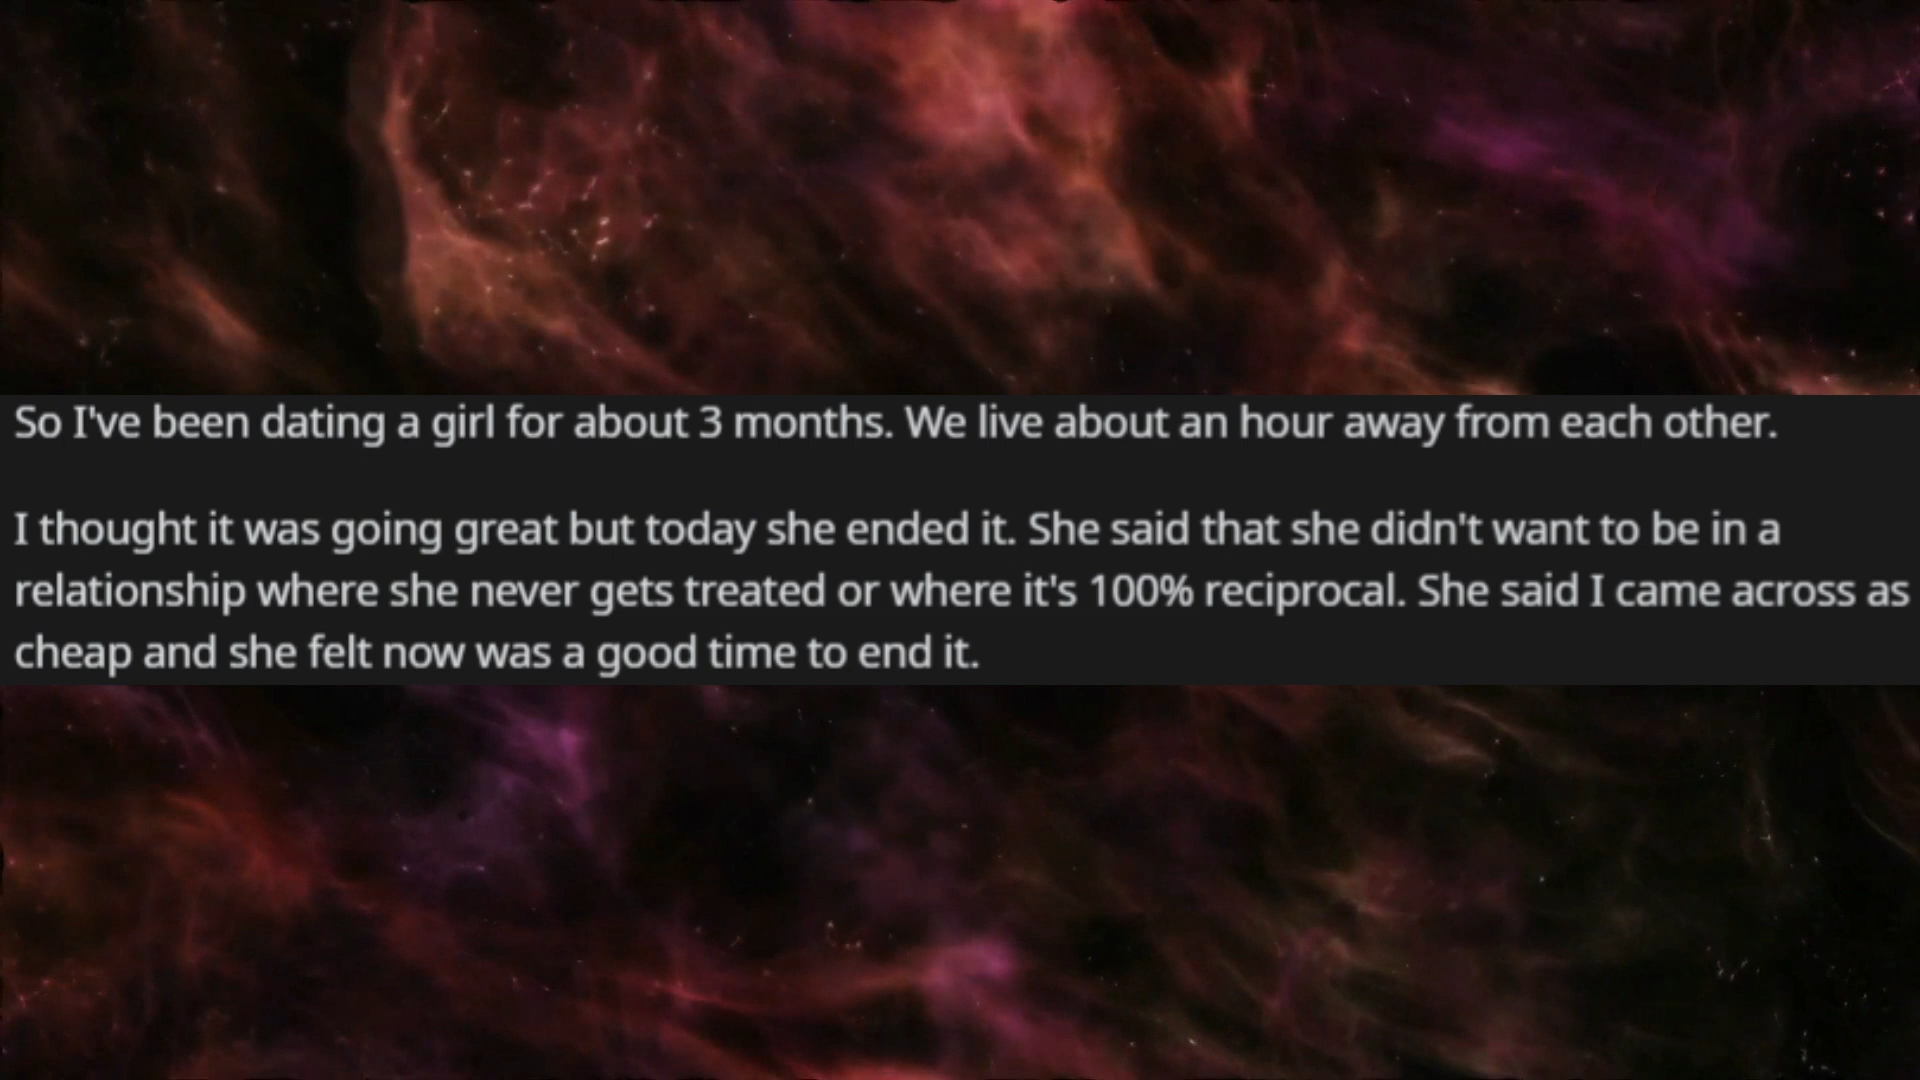 So I've been dating a girl for about 3 months. We live about an hour away from each other.
I thought it was going great but today she ended it. She said that she didn't want to be in a
relationship where she never gets treated or where it's 100% reciprocal. She said I came across as
cheap and she felt now was a good time to end it.